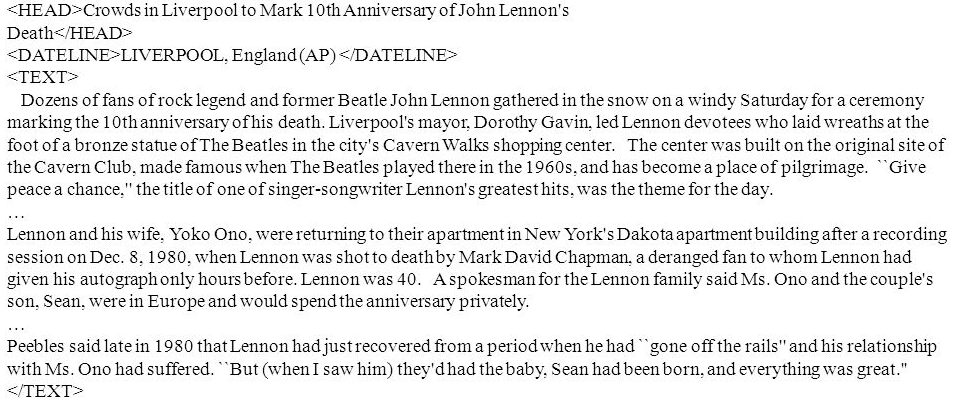 <HEAD>Crowds in Liverpool to Mark 10th Anniversary of John Lennon's
Death</HEAD>
<DATELINE>LIVERPOOL, England (AP) </DATELINE>
<TEXT>
Dozens of fans of rock legend and former Beatle John Lennon gathered in the snow on a windy Saturday for a ceremony
marking the 10th anniversary of his death. Liverpool's mayor, Dorothy Gavin, led Lennon devotees who laid wreaths at the
foot of a bronze statue of The Beatles in the city's Cavern Walks shopping center. The center was built on the original site of
the Cavern Club, made famous when The Beatles played there in the 1960s, and has become a place of pilgrimage. ``Give
peace a chance,'' the title of one of singer-songwriter Lennon's greatest hits, was the theme for the day.
…
Lennon and his wife, Yoko Ono, were returning to their apartment in New York's Dakota apartment building after a recording
session on Dec. 8, 1980, when Lennon was shot to death by Mark David Chapman, a deranged fan to whom Lennon had
given his autograph only hours before. Lennon was 40. A spokesman for the Lennon family said Ms. Ono and the couple's
son, Sean, were in Europe and would spend the anniversary privately.
…
Peebles said late in 1980 that Lennon had just recovered from a period when he had ``gone off the rails'' and his relationship
with Ms. Ono had suffered. ``But (when I saw him) they'd had the baby, Sean had been born, and everything was great.''
</TEXT>